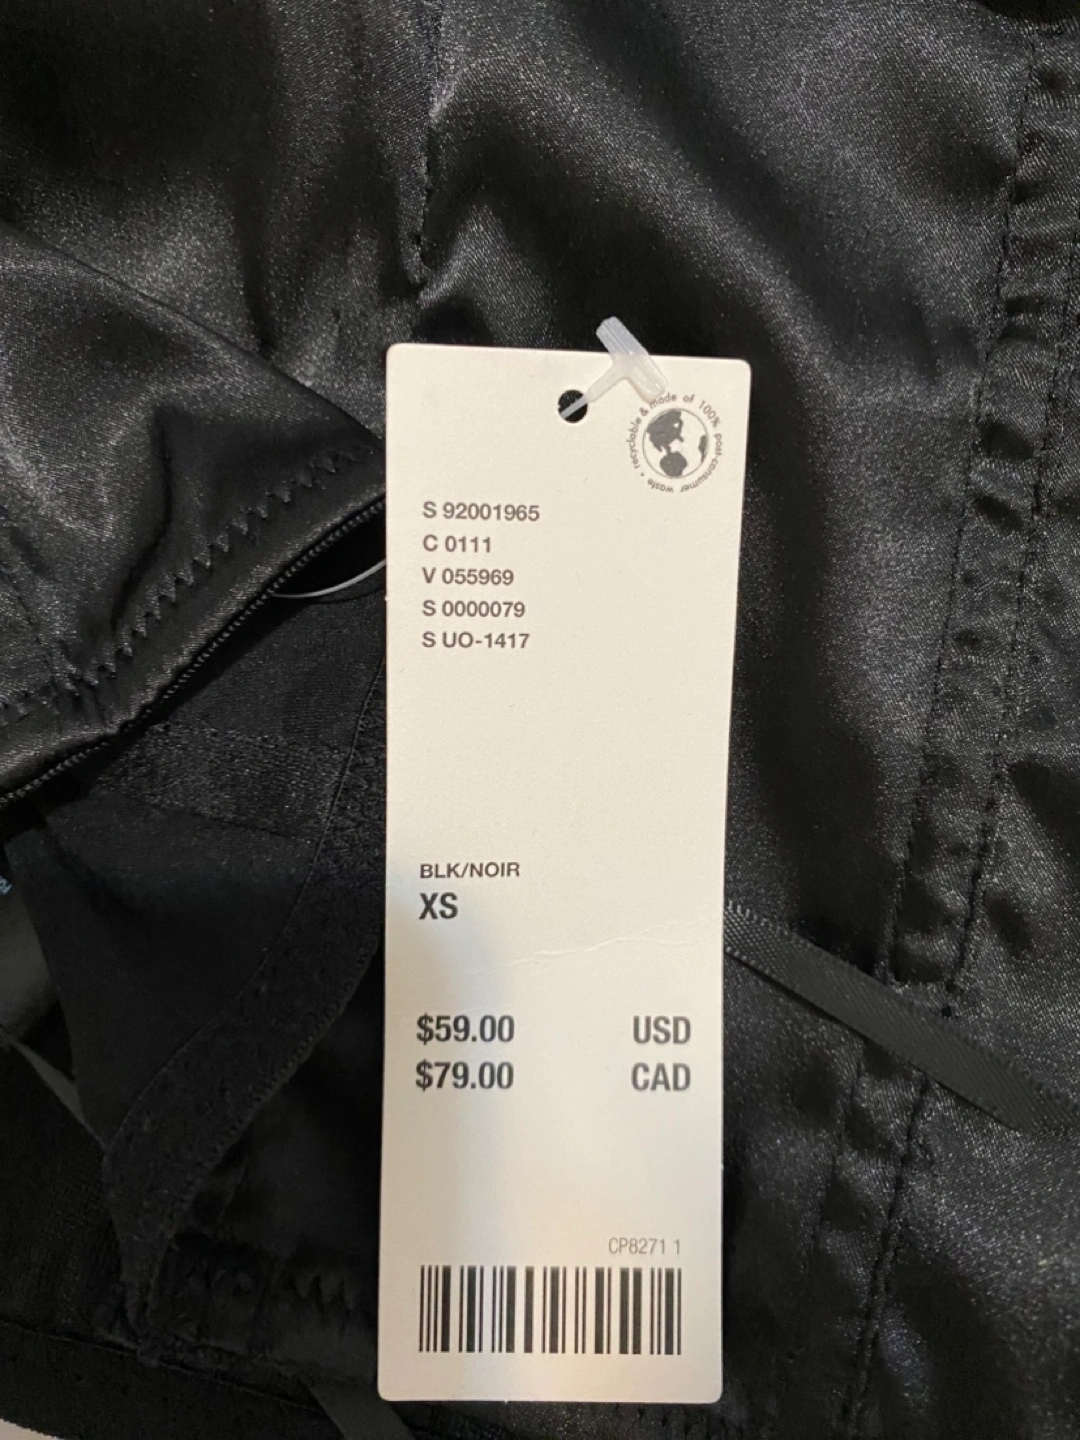 recyclable & made of 100% post-consumer waste •
S 92001965
C 0111
V 055969
S 0000079
S UO-1417
BLK/NOIR
XS
$59.00 USD
$79.00 CAD
CP8271 1